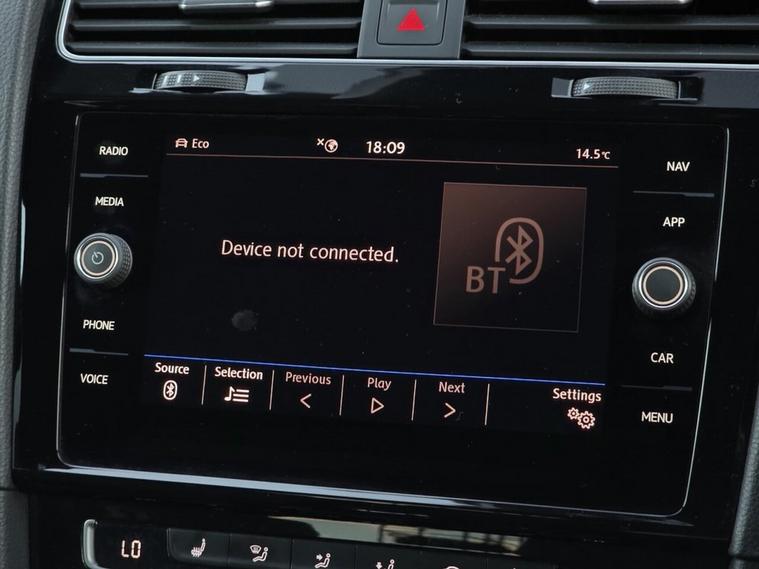 RADIO
MEDIA
PHONE
VOICE
Eco
18:09
14.5°C
Device not connected.
BT
Source
Selection
Previous
Play
Next
Settings
NAV
APP
CAR
MENU
LO